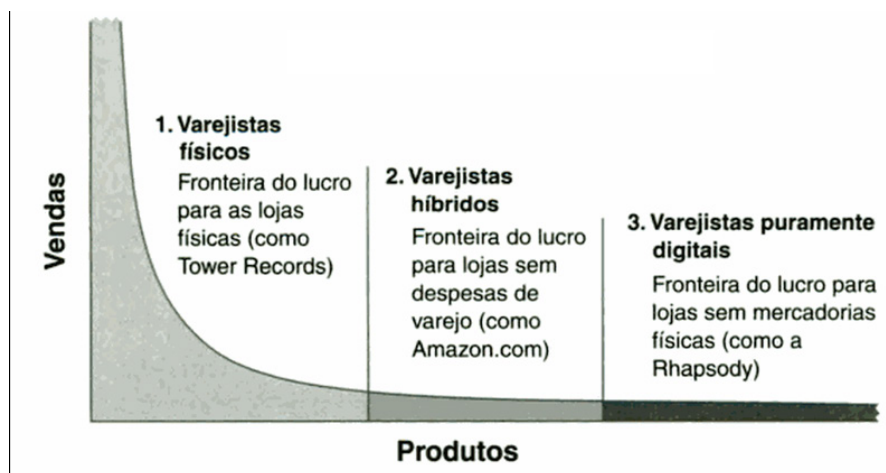 1. Varejistas
físicos
Fronteira do lucro
para as lojas
físicas (como
Tower Records)
2. Varejistas
híbridos
Fronteira do lucro
para lojas sem
despesas de
varejo (como
Amazon.com)
3. Varejistas puramente
digitais
Fronteira do lucro para
lojas sem mercadorias
físicas (como a
Rhapsody)
Vendas
Produtos